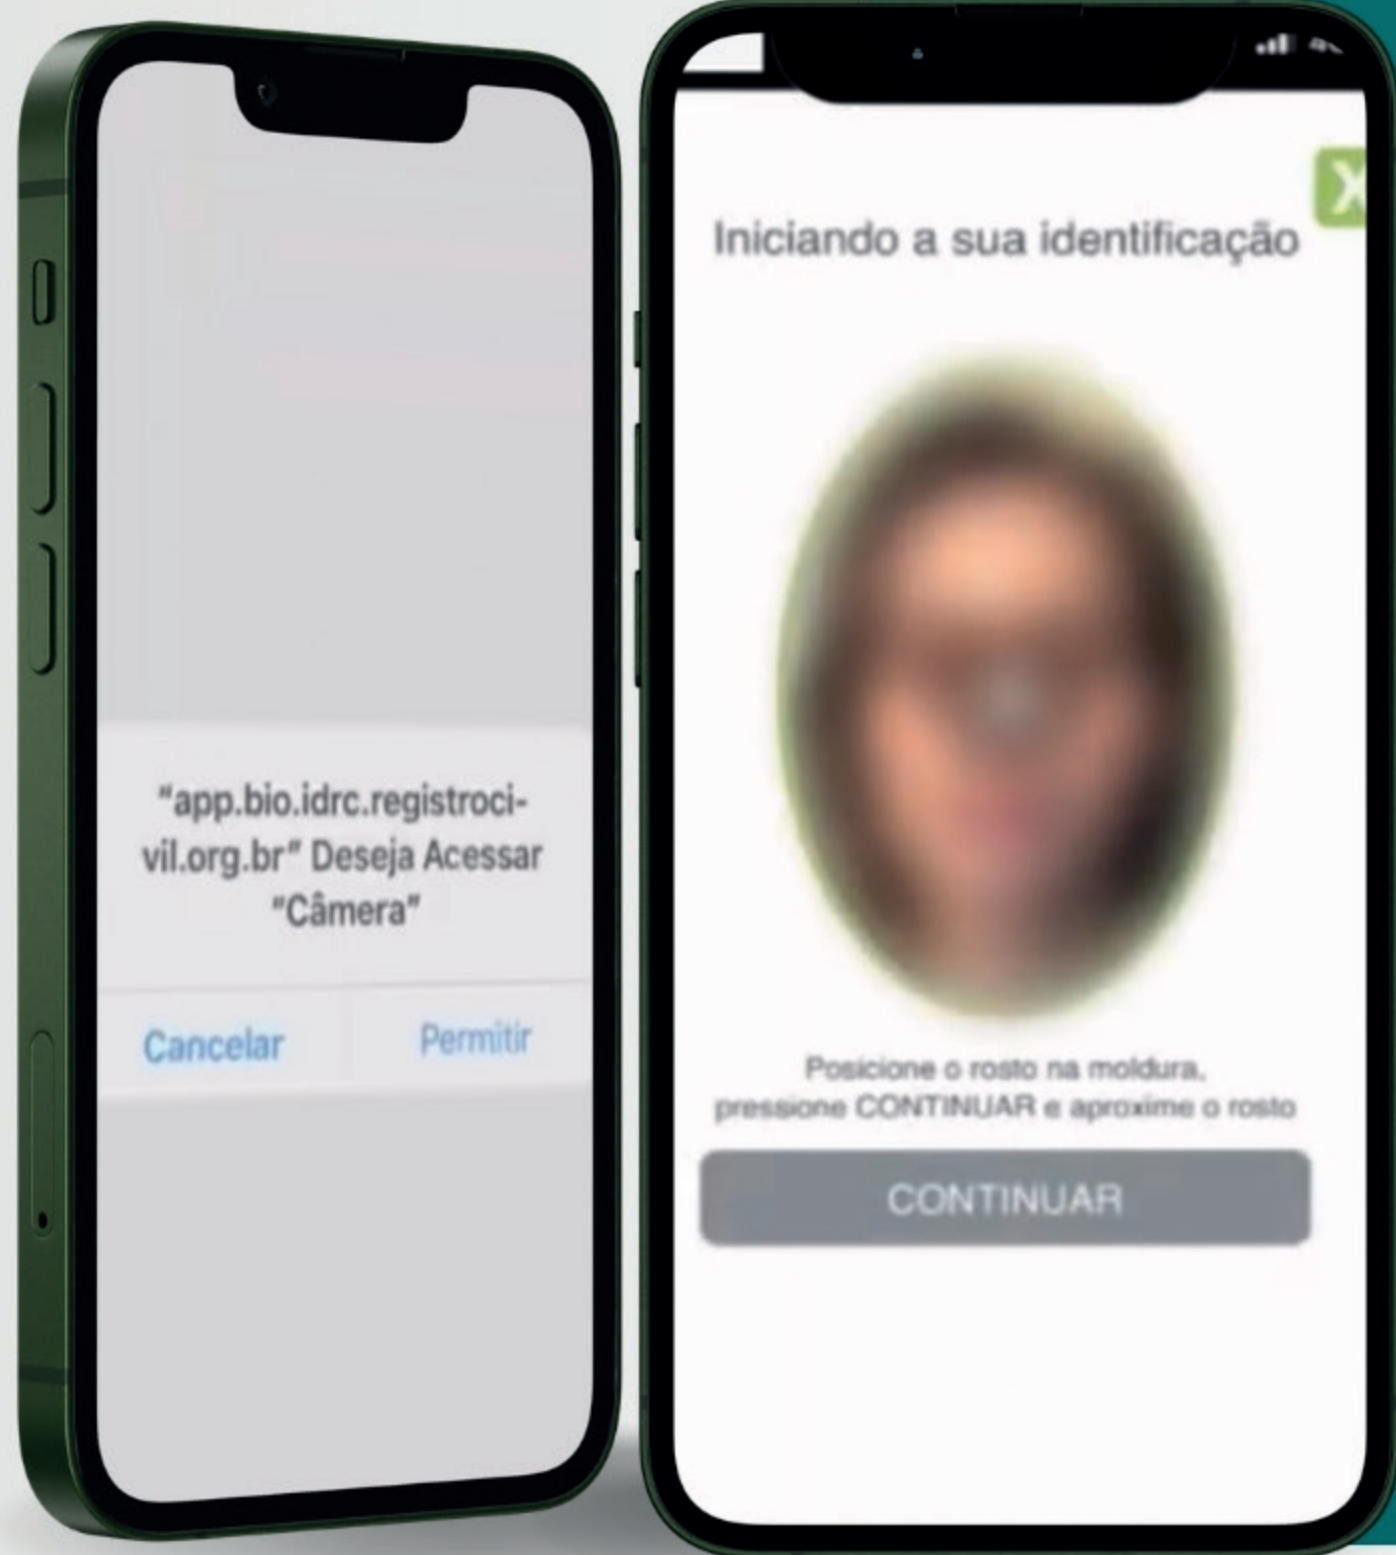 "app.bio.idrc.registroci-
vil.org.br" Deseja Acessar
"Câmera"
Cancelar
Permitir
X
Iniciando a sua identificação
Posicione o rosto na moldura,
pressione CONTINUAR e aproxime o rosto
CONTINUAR